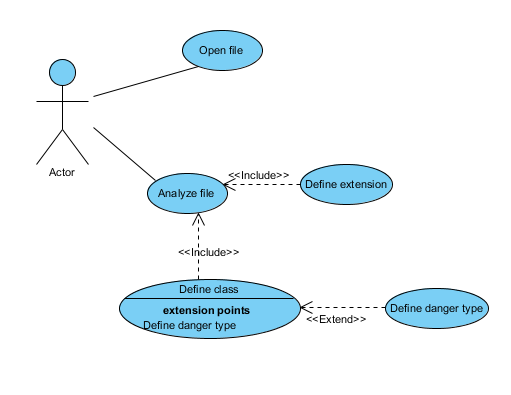 Open file
Actor
<<Include>>
Define extension
Analyze file
<<Include>>
Define class
extension points
Define danger type
Define danger type
<<Extend>>